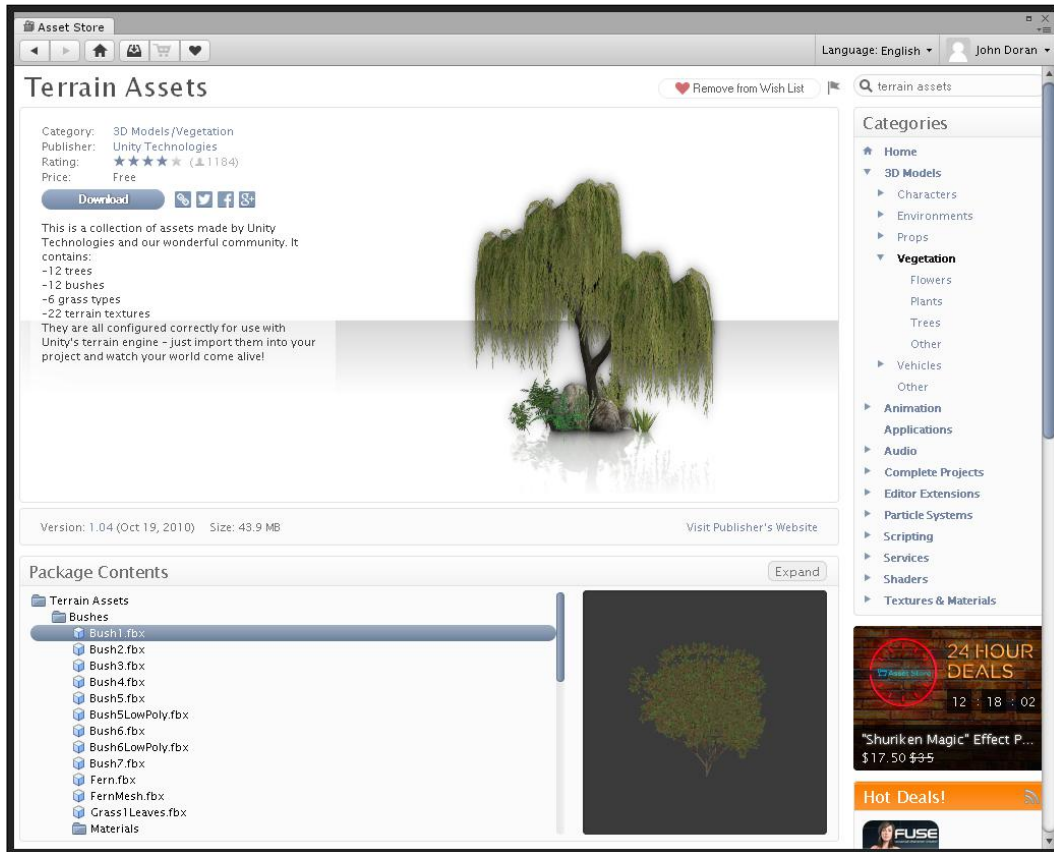 Asset Store
Language: English
John Doran
Terrain Assets
Remove from Wish List
terrain assets
Category: 3D Models/Vegetation
Publisher: Unity Technologies
Rating: (1184)
Price: Free
Download
This is a collection of assets made by Unity
Technologies and our wonderful community. It
contains:
-12 trees
-12 bushes
-6 grass types
-22 terrain textures
They are all configured correctly for use with
Unity's terrain engine - just import them into your
project and watch your world come alive!
Version: 1.04 (Oct 19, 2010) Size: 43.9 MB
Visit Publisher's Website
Package Contents
Expand
Terrain Assets
Bushes
Bush1.fbx
Bush2.fbx
Bush3.fbx
Bush4.fbx
Bush5.fbx
Bush5LowPoly.fbx
Bush6.fbx
Bush6LowPoly.fbx
Bush7.fbx
Fern.fbx
FernMesh.fbx
Grass1Leaves.fbx
Materials
Categories
Home
3D Models
Characters
Environments
Props
Vegetation
Flowers
Plants
Trees
Other
Vehicles
Other
Animation
Applications
Audio
Complete Projects
Editor Extensions
Particle Systems
Scripting
Services
Shaders
Textures & Materials
Asset Store
24 HOUR
DEALS
12 : 18 : 02
"Shuriken Magic" Effect P...
$17.50 $35
Hot Deals!
FUSE